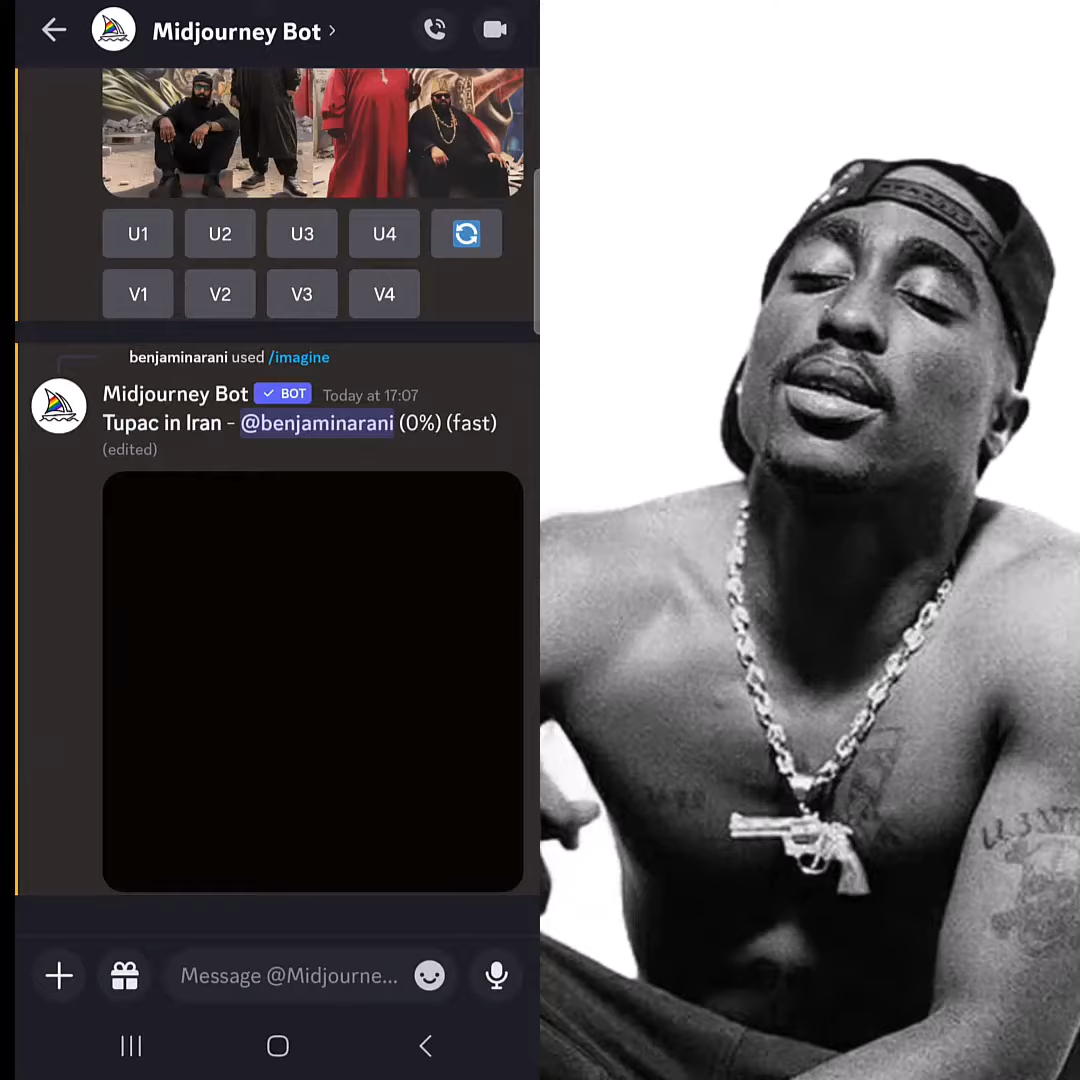 Midjourney Bot
U1 U2 U3 U4
V1 V2 V3 V4
benjaminarani used /imagine
Midjourney Bot ✓ BOT Today at 17:07
Tupac in Iran - @benjaminarani (0%) (fast)
(edited)
Message @Midjourne...